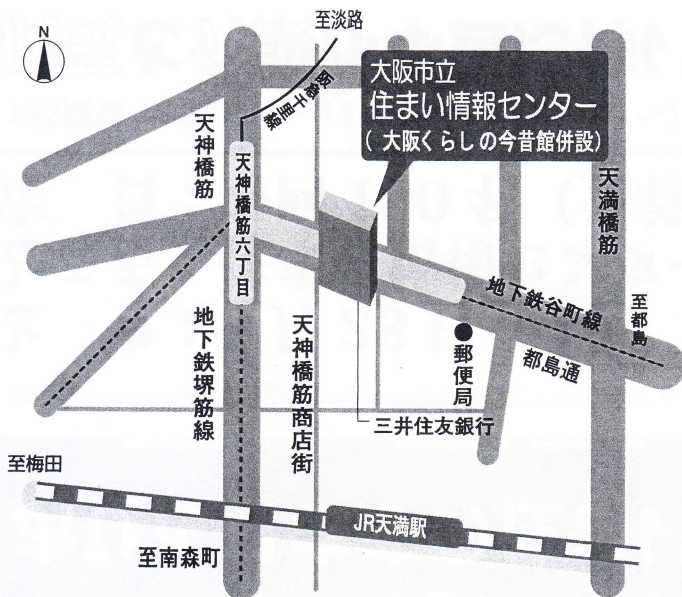 N
至淡路
阪急千里線
大阪市立
住まい情報センター
(大阪くらしの今昔館併設)
天神橋筋
天神橋筋六丁目
天満橋筋
地下鉄谷町線
至都島
都島通
郵便局
地下鉄堺筋線
天神橋筋商店街
三井住友銀行
至梅田
JR天満駅
至南森町